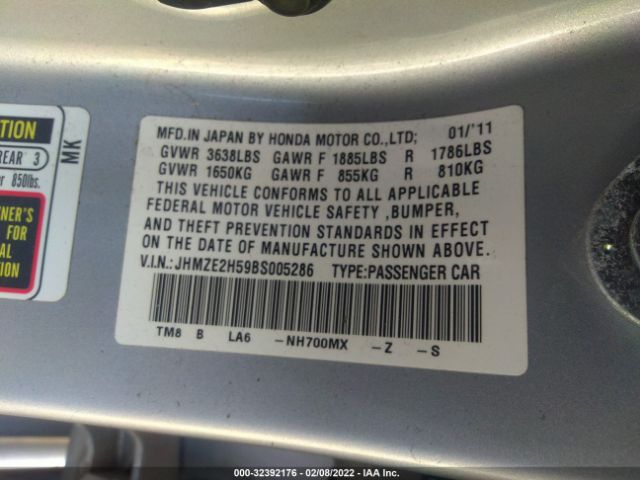 TION
REAR 3
850lbs.
NER'S
FOR
AL
TION
MK
MFD.IN JAPAN BY HONDA MOTOR CO.,LTD; 01/'11
GVWR 3638LBS GAWR F 1885LBS R 1786LBS
GVWR 1650KG GAWR F 855KG R 810KG
THIS VEHICLE CONFORMS TO ALL APPLICABLE
FEDERAL MOTOR VEHICLE SAFETY ,BUMPER,
AND THEFT PREVENTION STANDARDS IN EFFECT
ON THE DATE OF MANUFACTURE SHOWN ABOVE.
V.I.N.:JHMZE2H59BS005286 TYPE:PASSENGER CAR
TM8 B LA6 -NH700MX -Z -S
000-32392176 - 02/08/2022 - IAA Inc.